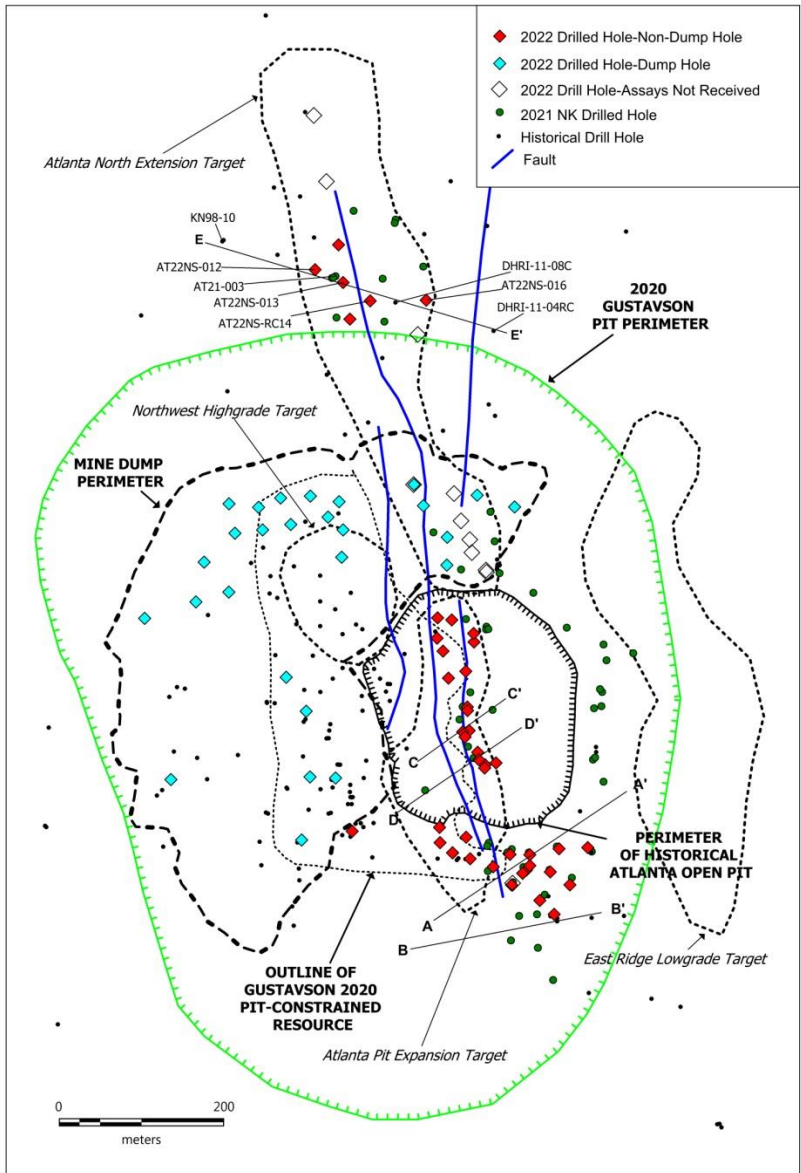 2022 Drilled Hole-Non-Dump Hole
2022 Drilled Hole-Dump Hole
2022 Drill Hole-Assays Not Received
2021 NK Drilled Hole
Historical Drill Hole
Fault
Atlanta North Extension Target
KN98-10
E
AT22NS-012
AT21-003
AT22NS-013
AT22NS-RC14
DHRI-11-08C
AT22NS-016
DHRI-11-04RC
E'
2020
GUSTAVSON
PIT PERIMETER
Northwest Highgrade Target
MINE DUMP
PERIMETER
C'
D'
C
D
A'
PERIMETER
OF HISTORICAL
ATLANTA OPEN PIT
A
B'
B
East Ridge Lowgrade Target
OUTLINE OF
GUSTAVSON 2020
PIT-CONSTRAINED
RESOURCE
Atlanta Pit Expansion Target
0
200
meters